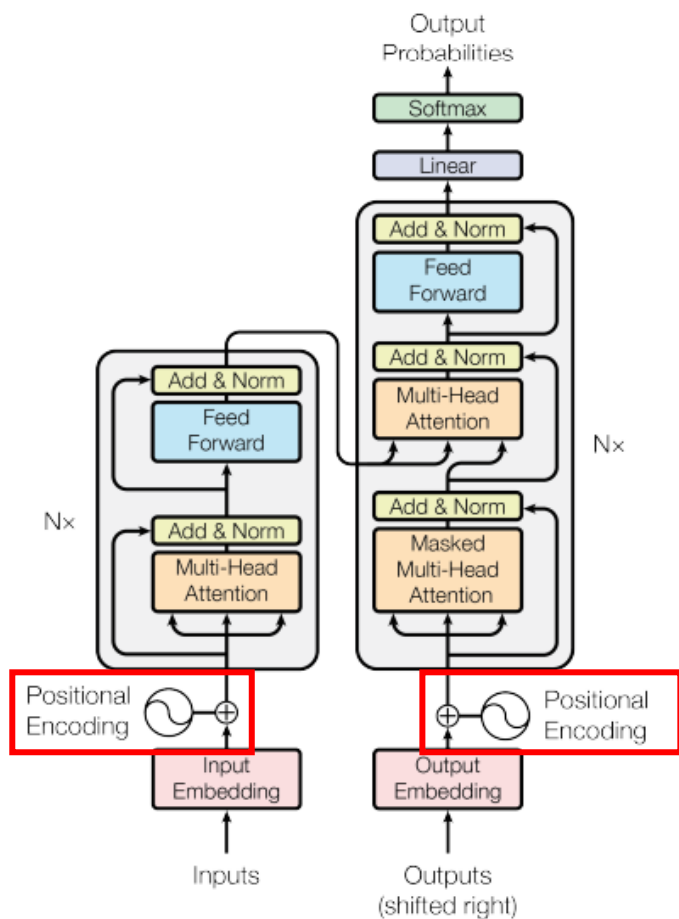 Output
Probabilities
Softmax
Linear
Add & Norm
Feed
Forward
Add & Norm
Multi-Head
Attention
Add & Norm
Masked
Multi-Head
Attention
Nx
Add & Norm
Feed
Forward
Add & Norm
Multi-Head
Attention
Nx
Positional
Encoding
Positional
Encoding
Input
Embedding
Output
Embedding
Inputs
Outputs
(shifted right)